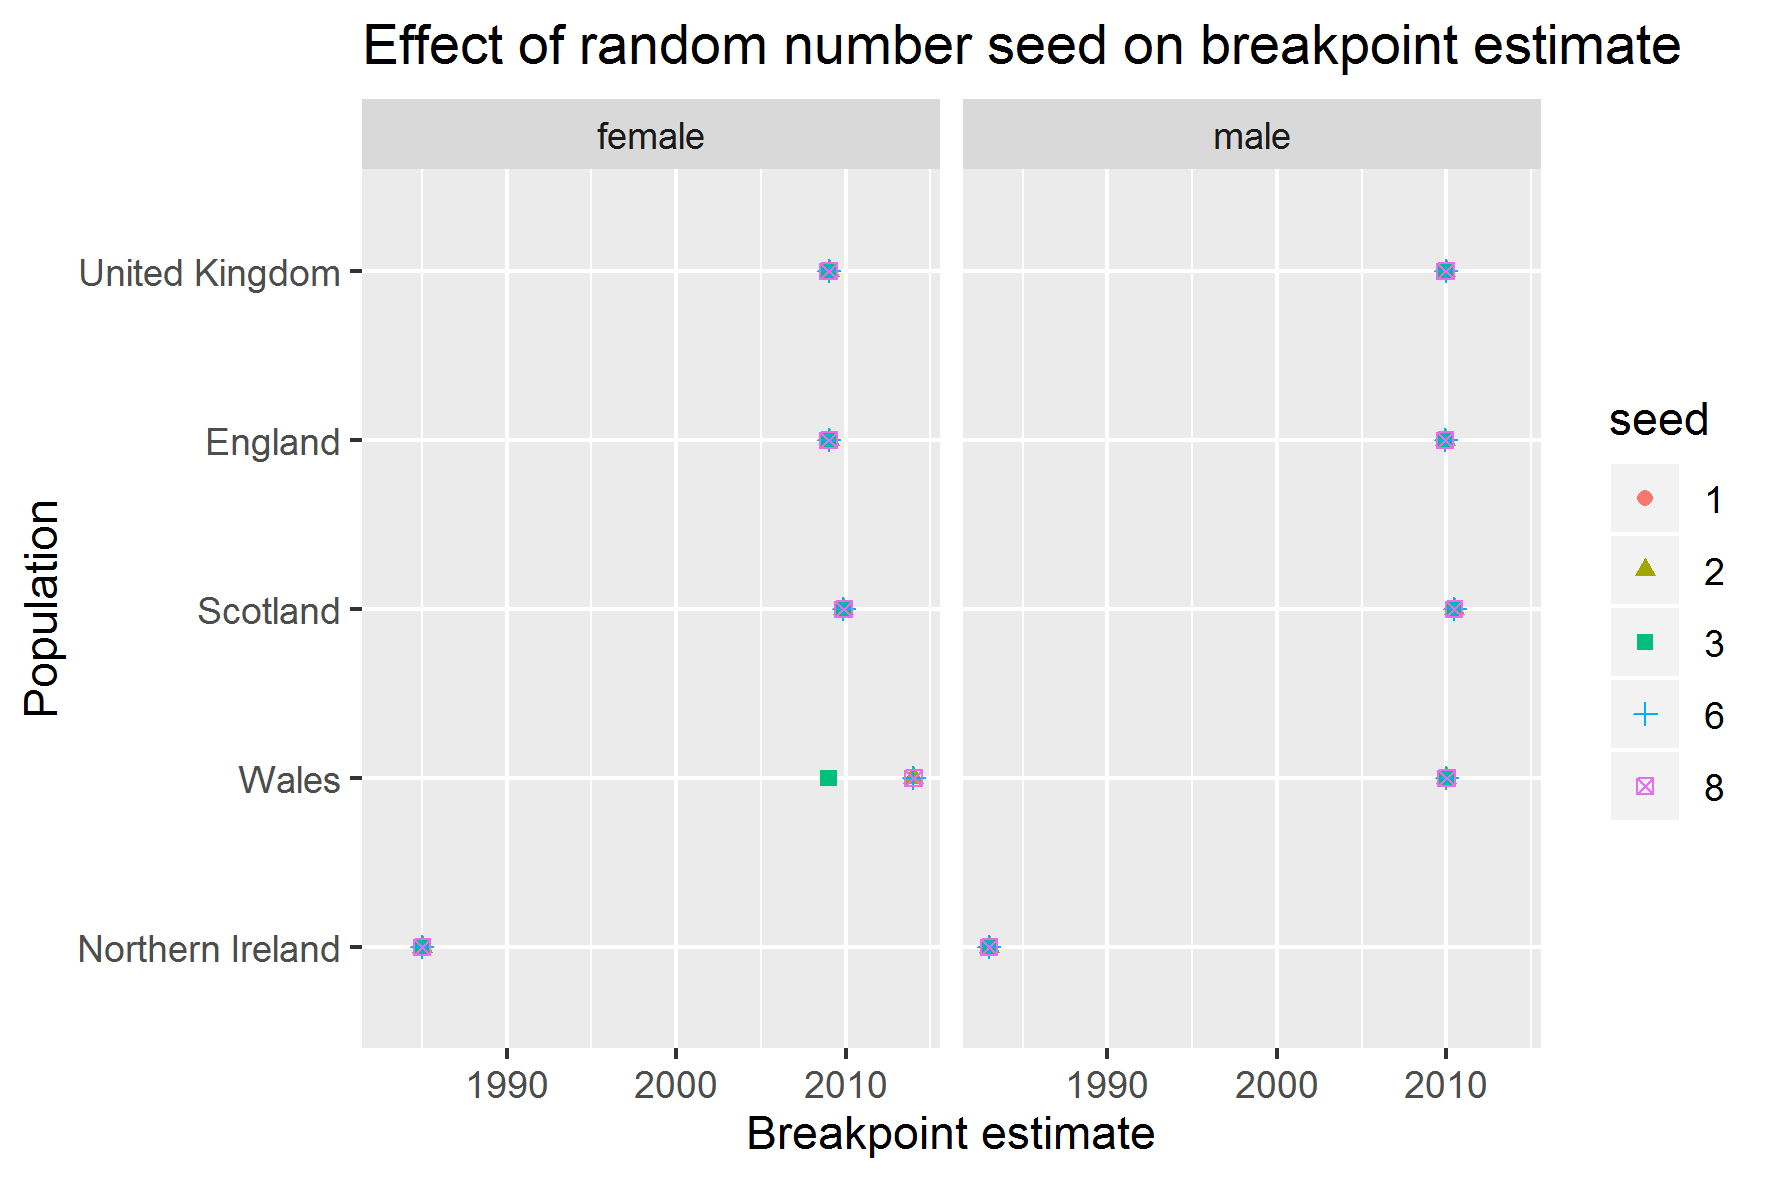 Effect of random number seed on breakpoint estimate
female
male
United Kingdom
England
Scotland
Wales
Northern Ireland
Population
1990
2000
2010
1990
2000
2010
Breakpoint estimate
seed
1
2
3
6
8